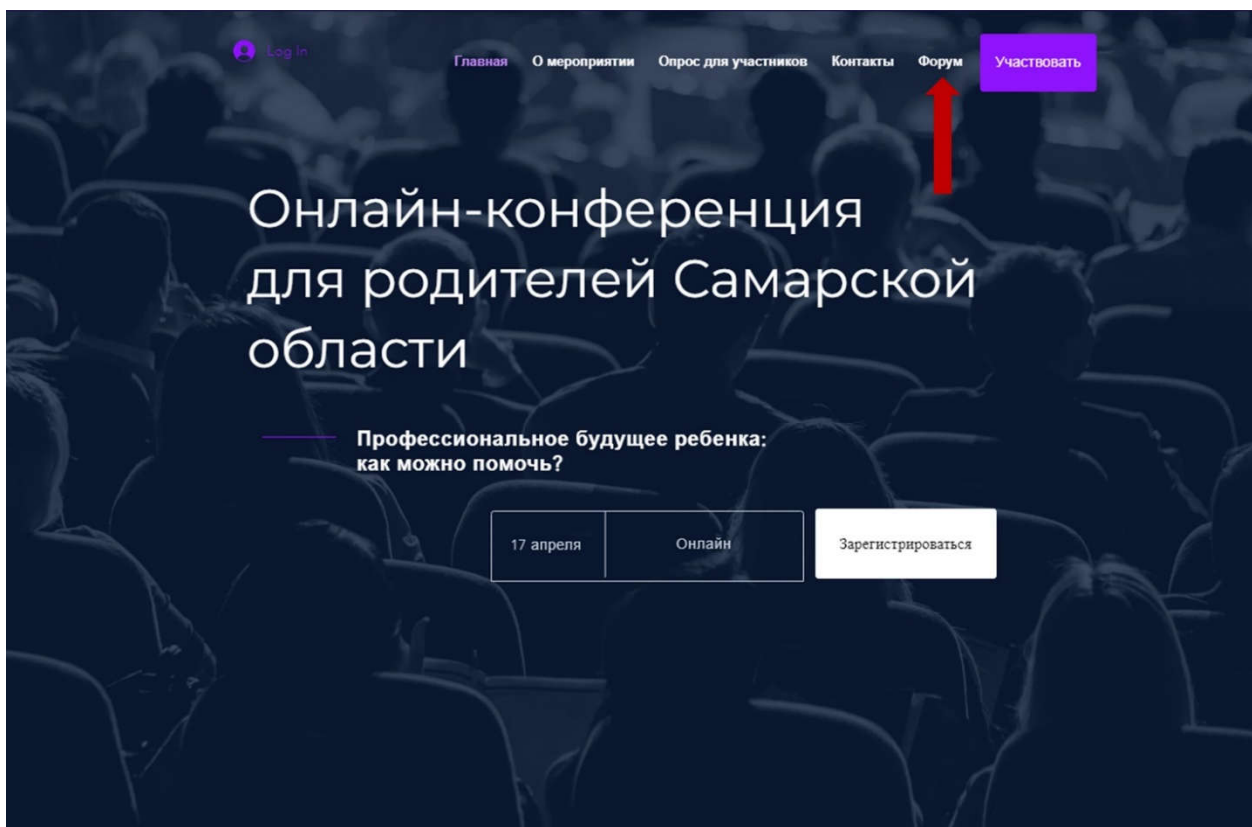 Log In
Главная О мероприятии Опрос для участников Контакты Форум Участвовать
Онлайн-конференция
для родителей Самарской
области
Профессиональное будущее ребенка:
как можно помочь?
17 апреля Онлайн Зарегистрироваться